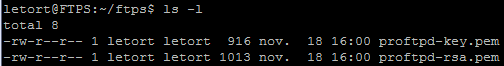 letort@FTPS:~/ftps$ ls -l
total 8
-rw-r--r-- 1 letort letort  916 nov.  18 16:00 proftpd-key.pem
-rw-r--r-- 1 letort letort 1013 nov.  18 16:00 proftpd-rsa.pem